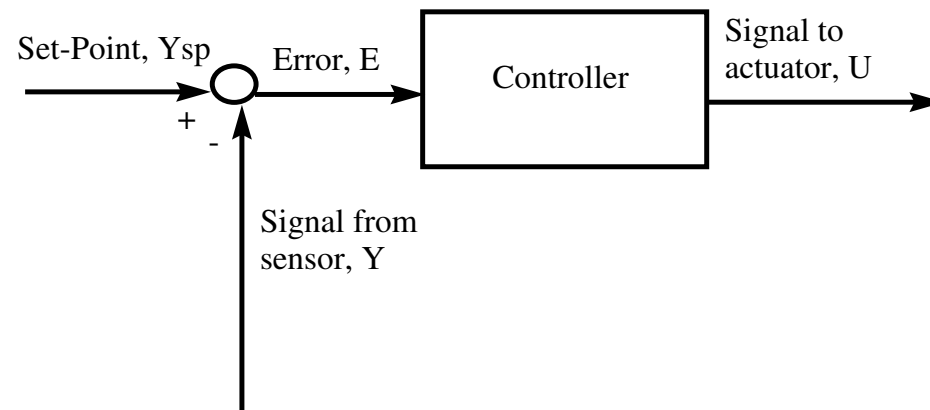 Set-Point, Ysp
Error, E
Controller
Signal to
actuator, U
+
-
Signal from
sensor, Y